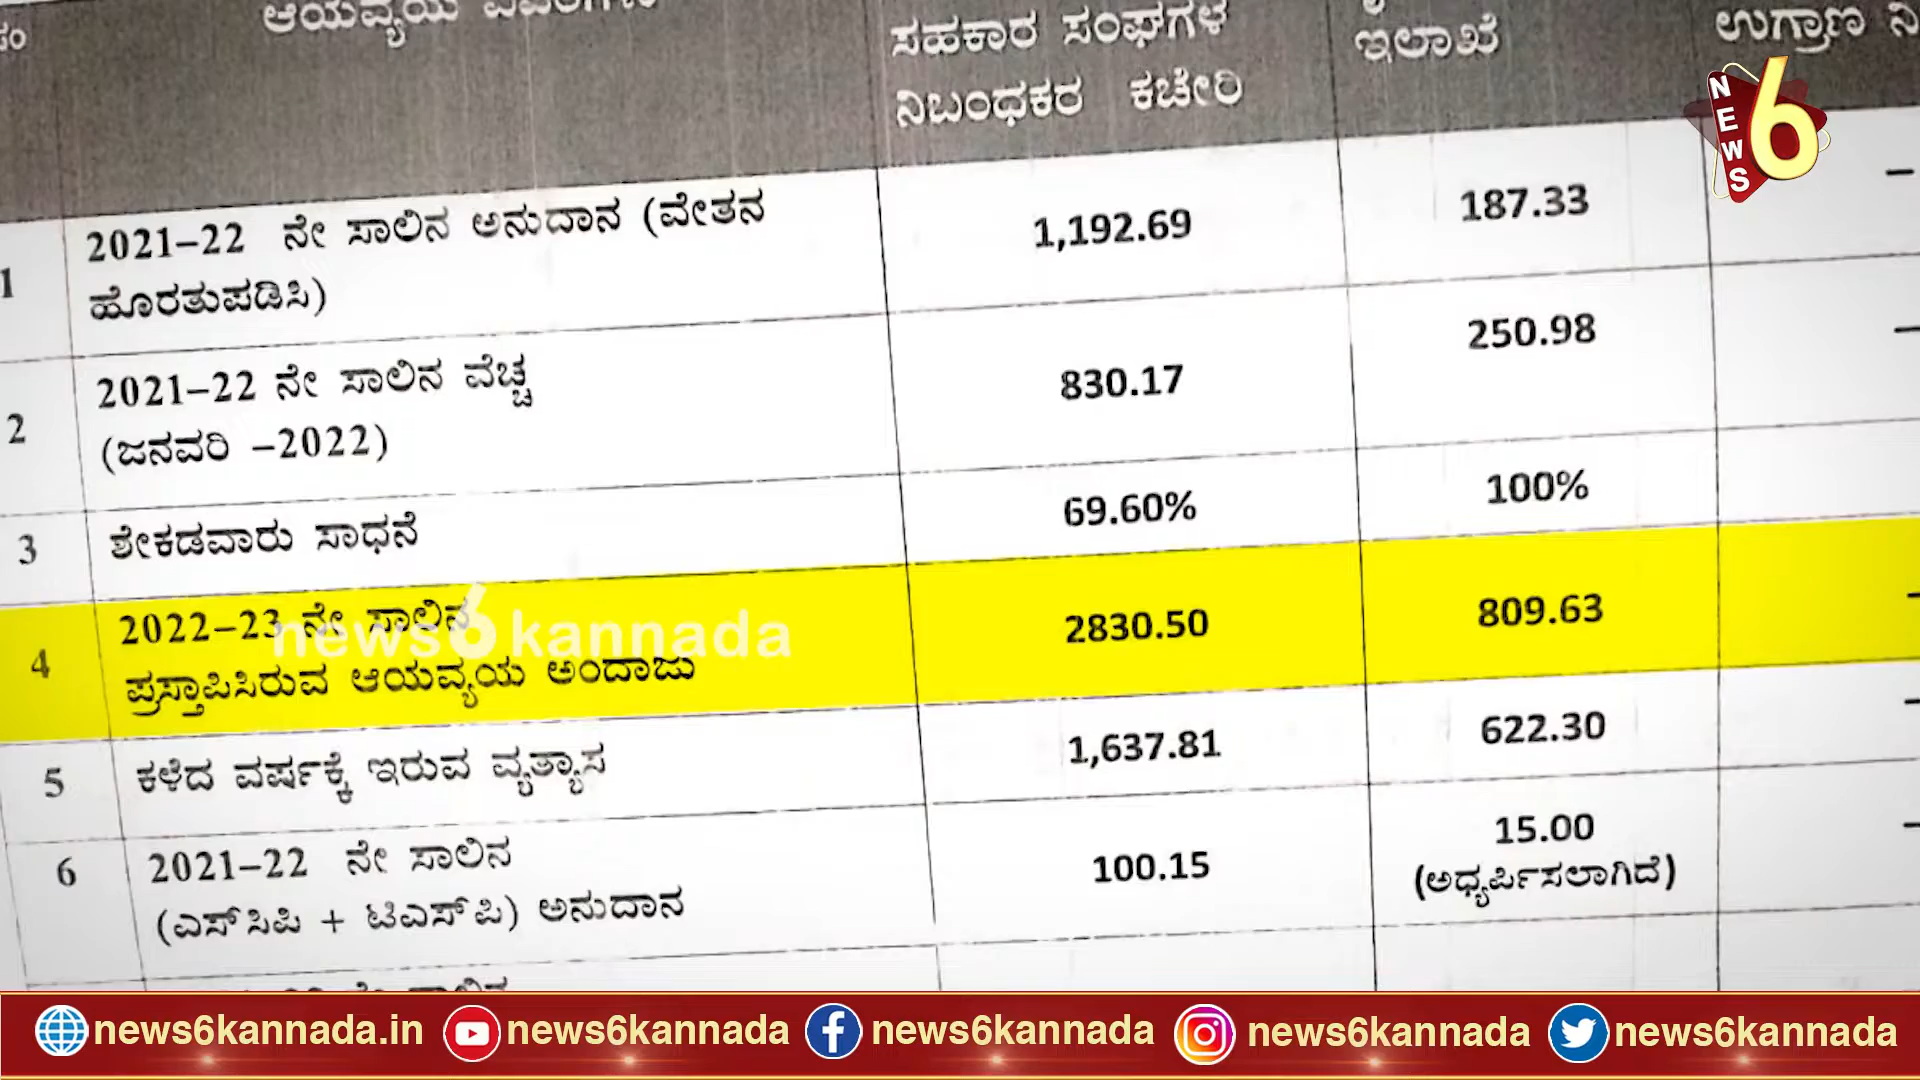 ಆಯವ್ಯಯ
ಸಹಕಾರ ಸಂಘಗಳ
ನಿಬಂಧಕರ ಕಚೇರಿ
ಇಲಾಖೆ
ಉಗ್ರಾಣ
NEWS 6
1 2021-22 ನೇ ಸಾಲಿನ ಅನುದಾನ (ವೇತನ 1,192.69 187.33 –
ಹೊರತುಪಡಿಸಿ)
2 2021-22 ನೇ ಸಾಲಿನ ವೆಚ್ಚ 830.17 250.98 –
(ಜನವರಿ -2022)
3 ಶೇಕಡವಾರು ಸಾಧನೆ 69.60% 100%
4 2022-23 ನೇ ಸಾಲಿನ 2830.50 809.63 –
ಪ್ರಸ್ತಾಪಿಸಿರುವ ಆಯವ್ಯಯ ಅಂದಾಜು
news6kannada
5 ಕಳೆದ ವರ್ಷಕ್ಕೆ ಇರುವ ವ್ಯತ್ಯಾಸ 1,637.81 622.30 –
6 2021-22 ನೇ ಸಾಲಿನ 100.15 15.00 –
(ಎಸ್‌ಸಿಪಿ + ಟಿಎಸ್‌ಪಿ) ಅನುದಾನ (ಅಧ್ಯರ್ಪಿಸಲಾಗಿದೆ)
news6kannada.in news6kannada news6kannada news6kannada news6kannada